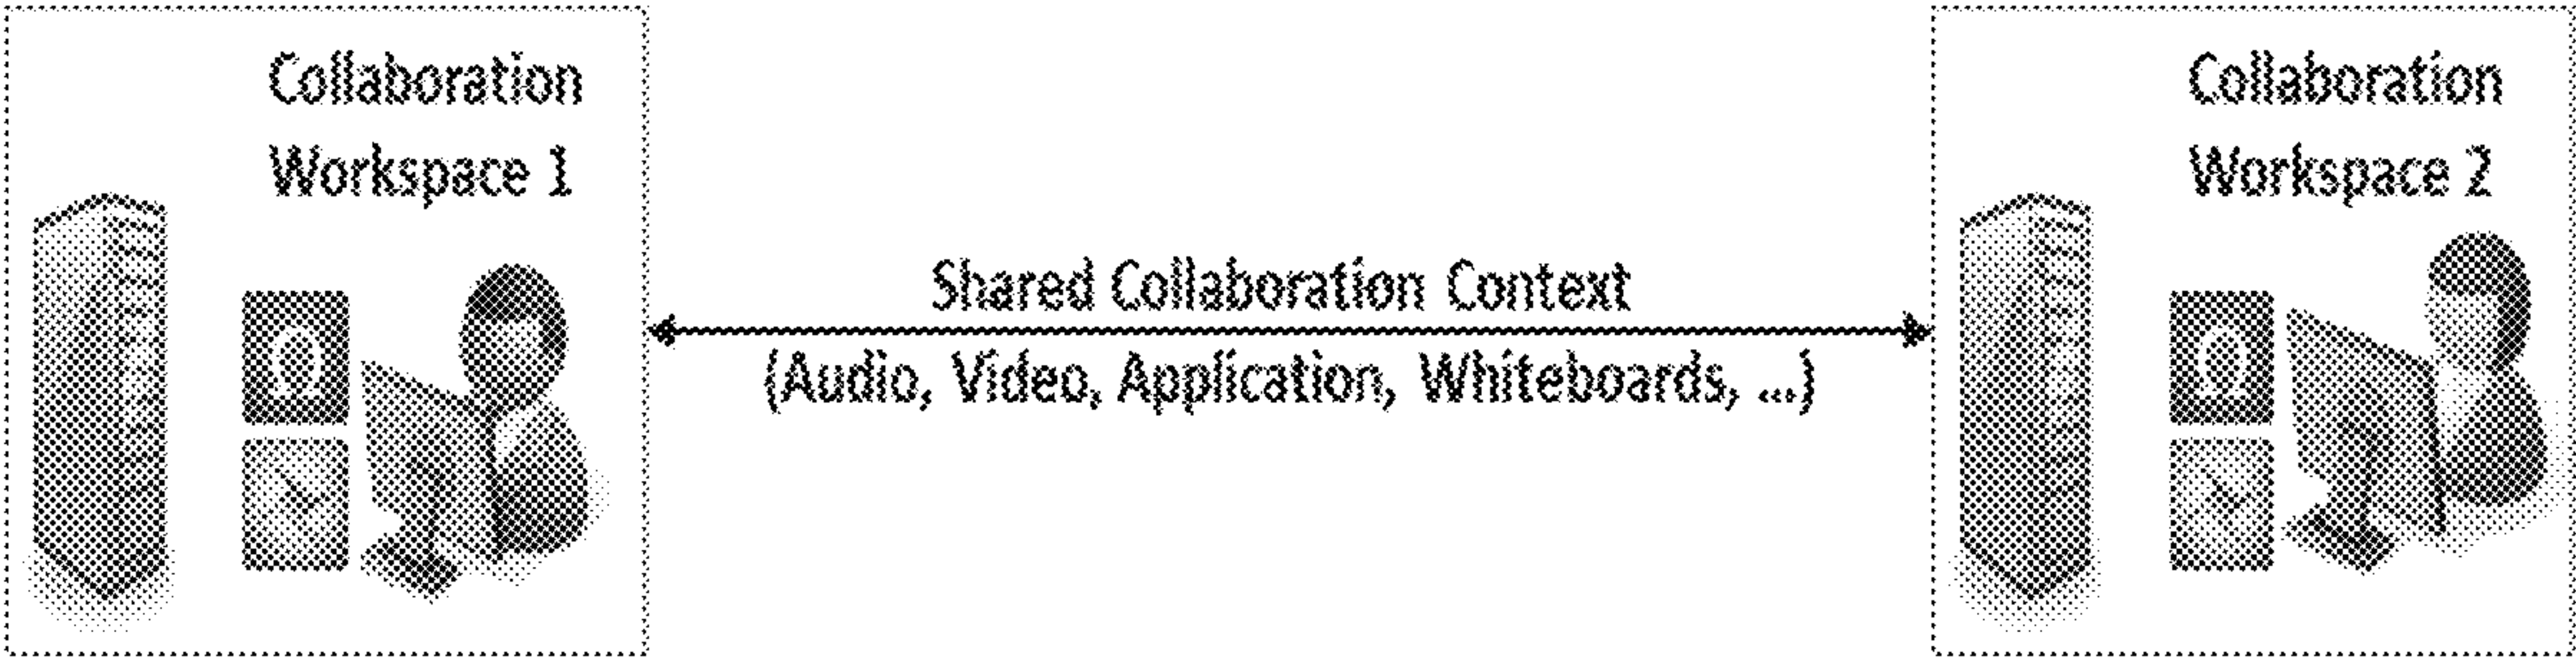 Collaboration
Workspace 1
Shared Collaboration Context
(Audio, Video, Application, Whiteboards, ...)
Collaboration
Workspace 2